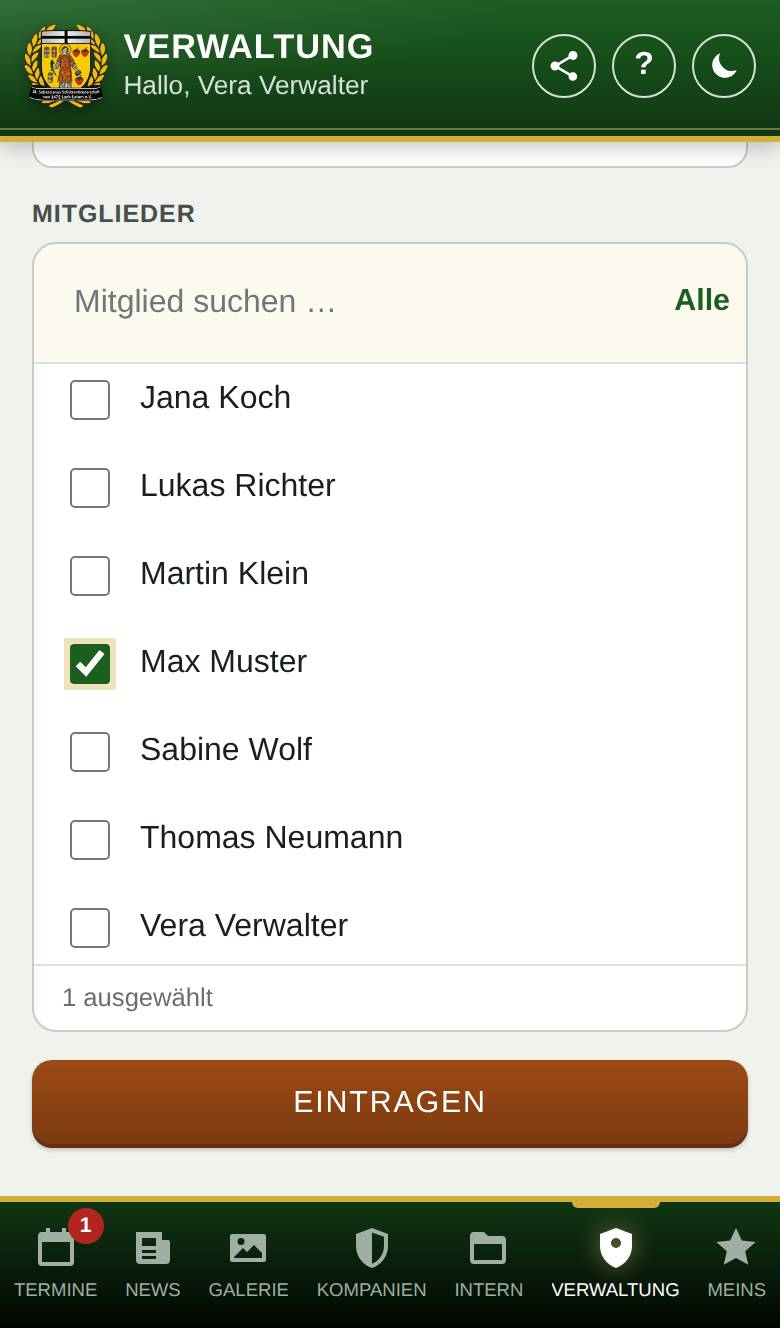 VERWALTUNG
Hallo, Vera Verwalter
?
MITGLIEDER
Mitglied suchen …
Alle
Jana Koch
Lukas Richter
Martin Klein
Max Muster
Sabine Wolf
Thomas Neumann
Vera Verwalter
1 ausgewählt
EINTRAGEN
1
TERMINE
NEWS
GALERIE
KOMPANIEN
INTERN
VERWALTUNG
MEINS